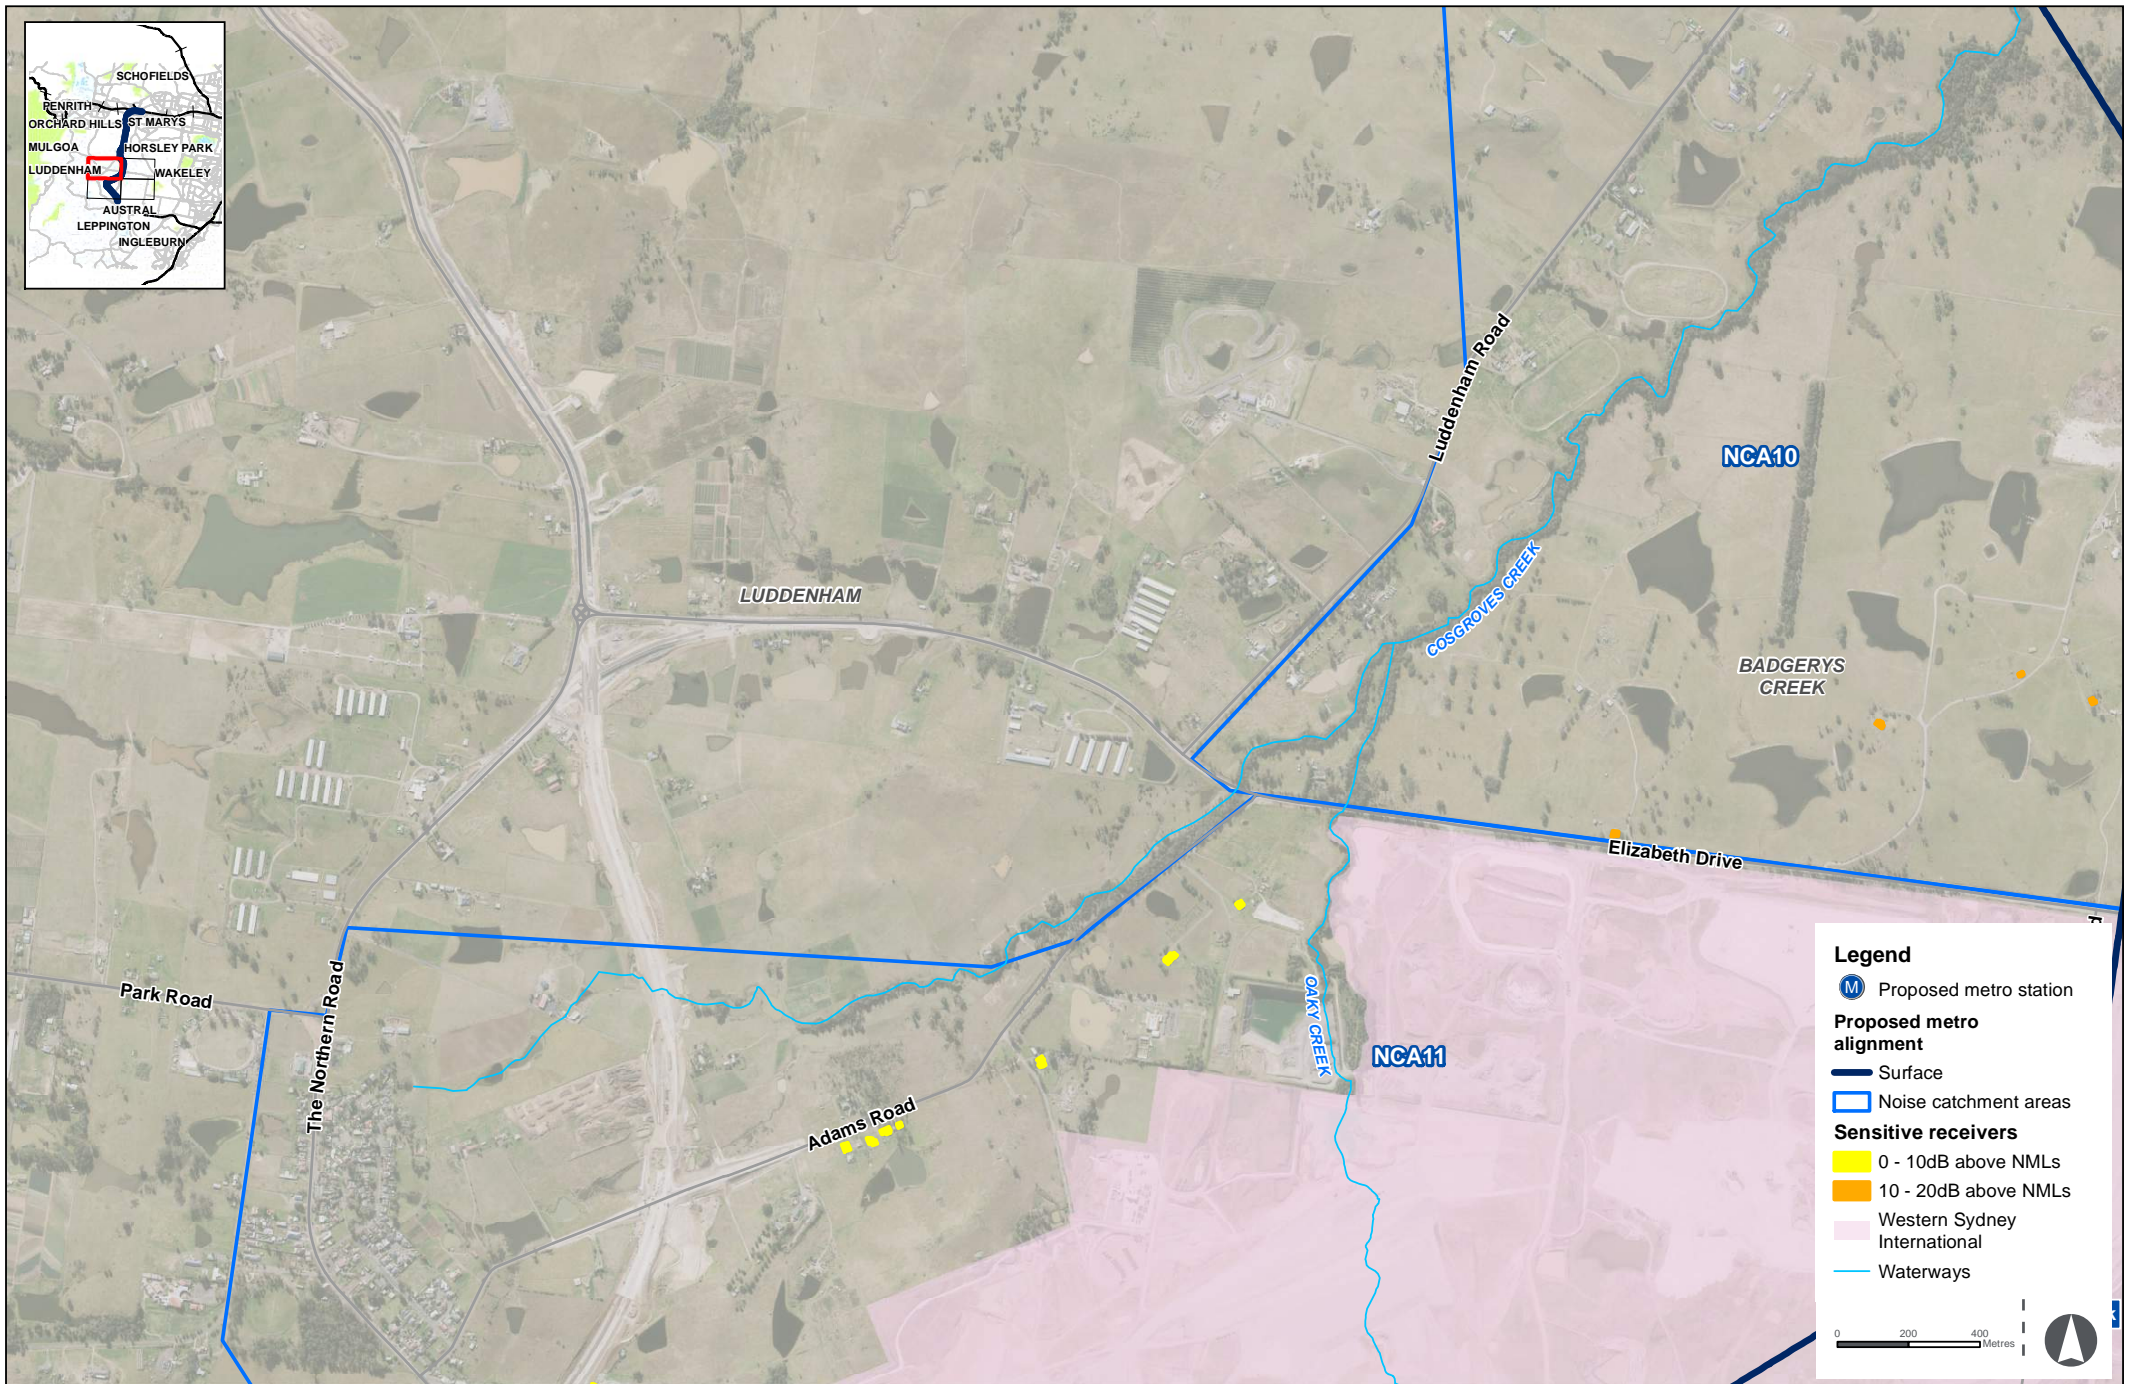 SCHOFIELDS
PENRITH
ORCHARD HILLS
ST MARYS
MULGOA
HORSLEY PARK
LUDDENHAM
WAKELEY
AUSTRAL
LEPPINGTON
INGLEBURN
Luddenham Road
NCA10
COSGROVES CREEK
LUDDENHAM
BADGERYS
CREEK
Elizabeth Drive
Park Road
The Northern Road
OAKY CREEK
NCA11
Adams Road
Legend
M Proposed metro station
Proposed metro
alignment
Surface
Noise catchment areas
Sensitive receivers
0 - 10dB above NMLs
10 - 20dB above NMLs
Western Sydney
International
Waterways
0 200 400
Metres